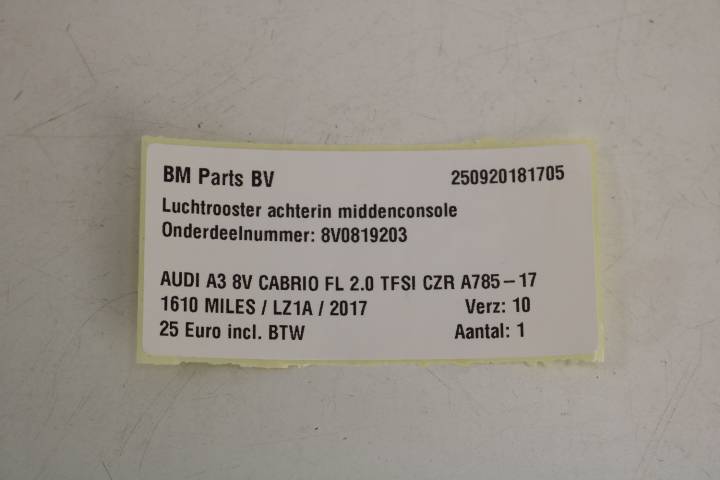 BM Parts BV 250920181705
Luchtrooster achterin middenconsole
Onderdeelnummer: 8V0819203
AUDI A3 8V CABRIO FL 2.0 TFSI CZR A785-17
1610 MILES / LZ1A / 2017 Verz: 10
25 Euro incl. BTW Aantal: 1